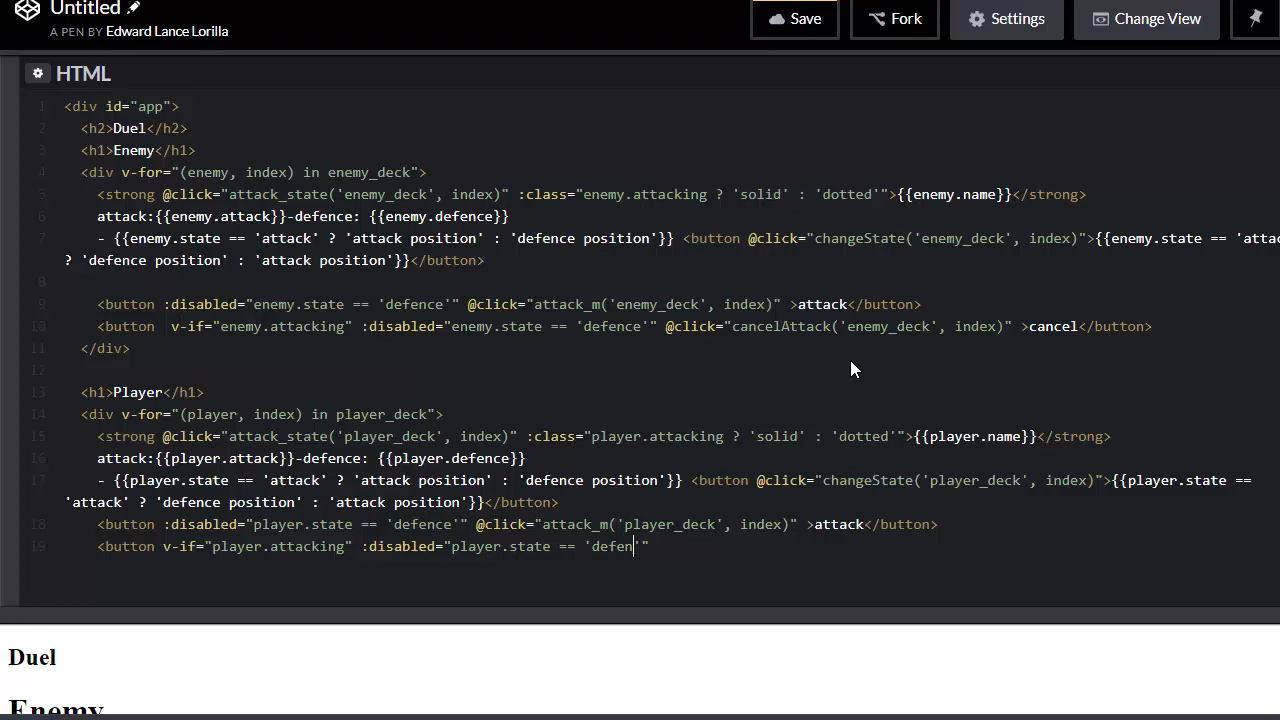 Untitled
A PEN BY Edward Lance Lorilla
Save
Fork
Settings
Change View
HTML
1 <div id="app">
2 <h2>Duel</h2>
3 <h1>Enemy</h1>
4 <div v-for="(enemy, index) in enemy_deck">
5 <strong @click="attack_state('enemy_deck', index)" :class="enemy.attacking ? 'solid' : 'dotted'">{{enemy.name}}</strong>
6 attack:{{enemy.attack}}-defence: {{enemy.defence}}
7 - {{enemy.state == 'attack' ? 'attack position' : 'defence position'}} <button @click="changeState('enemy_deck', index)">{{enemy.state == 'attac
? 'defence position' : 'attack position'}}</button>
8
9 <button :disabled="enemy.state == 'defence'" @click="attack_m('enemy_deck', index)" >attack</button>
10 <button v-if="enemy.attacking" :disabled="enemy.state == 'defence'" @click="cancelAttack('enemy_deck', index)" >cancel</button>
11 </div>
12
13 <h1>Player</h1>
14 <div v-for="(player, index) in player_deck">
15 <strong @click="attack_state('player_deck', index)" :class="player.attacking ? 'solid' : 'dotted'">{{player.name}}</strong>
16 attack:{{player.attack}}-defence: {{player.defence}}
17 - {{player.state == 'attack' ? 'attack position' : 'defence position'}} <button @click="changeState('player_deck', index)">{{player.state ==
'attack' ? 'defence position' : 'attack position'}}</button>
18 <button :disabled="player.state == 'defence'" @click="attack_m('player_deck', index)" >attack</button>
19 <button v-if="player.attacking" :disabled="player.state == 'defen'"
Duel
Enemy